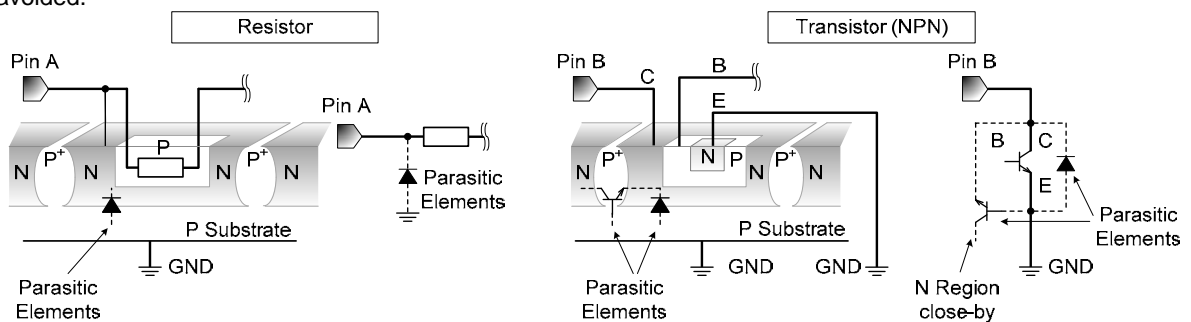 avoided.
Resistor
Transistor (NPN)
Pin A
Pin A
N
P+
N
P
N
P+
N
Parasitic
Elements
P Substrate
GND
Parasitic
Elements
Pin B
C
B
E
N
P+
N
N
P
N
P+
N
P Substrate
GND
GND
Parasitic
Elements
Pin B
B
C
E
Parasitic
Elements
GND
N Region
close-by